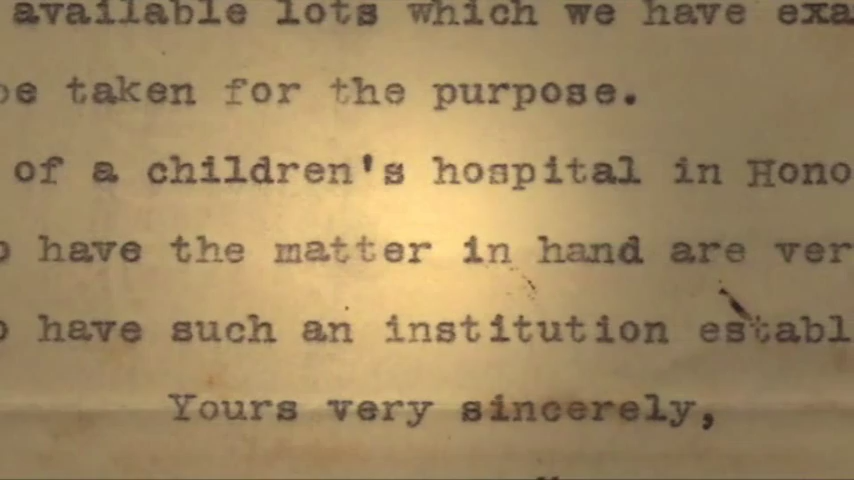 available lots which we have exa
be taken for the purpose.
of a children's hospital in Hono
o have the matter in hand are ver
o have such an institution establ
Yours very sincerely,